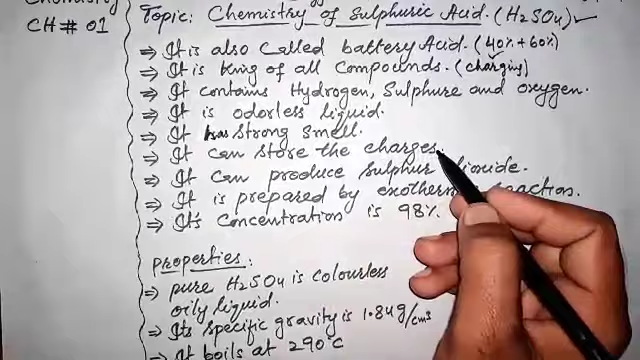 Chemistry
CH # 01
Topic: Chemistry of Sulphuric Acid. (H2SO4)
⇒ It is also Called battery Acid. (40% + 60%)
⇒ It is King of all Compounds. (charging)
⇒ It contains Hydrogen, Sulphure and oxygen.
⇒ It is odorless liquid.
⇒ It has Strong Smell.
⇒ It can store the charges.
⇒ It can produce Sulphur dioxide.
⇒ It is prepared by exothermic reaction.
⇒ It's Concentration is 98%.
Properties:
⇒ pure H2SO4 is colourless
oily liquid.
⇒ Its specific gravity is 1.84g/cm3
⇒ It boils at 290°C